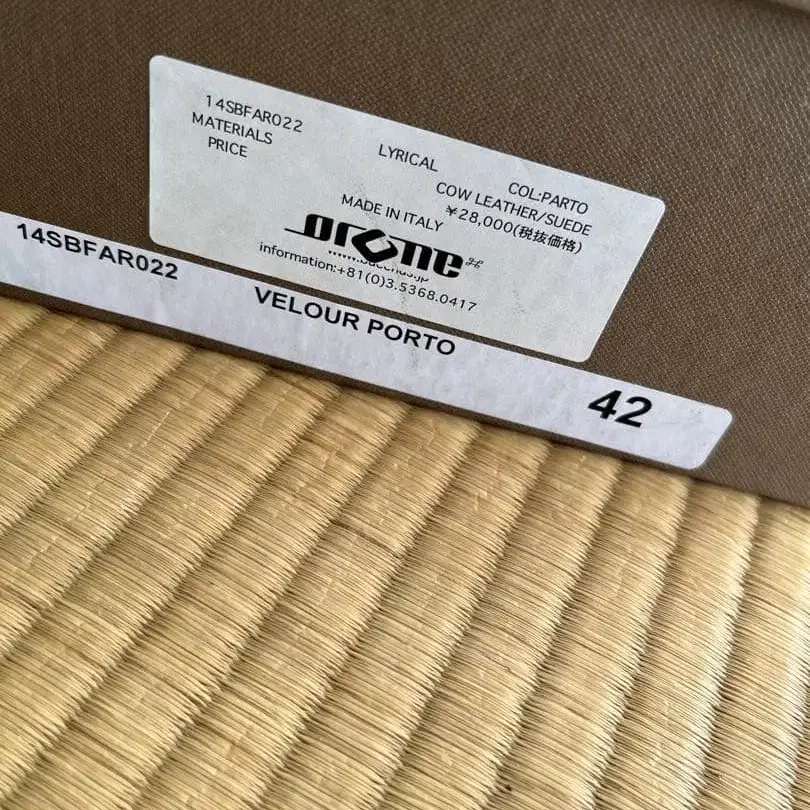 14SBFAR022 LYRICAL COL:PARTO
MATERIALS COW LEATHER/SUEDE
PRICE ¥28,000(税抜価格)
MADE IN ITALY
information:+81(0)3.5368.0417
14SBFAR022 VELOUR PORTO 42